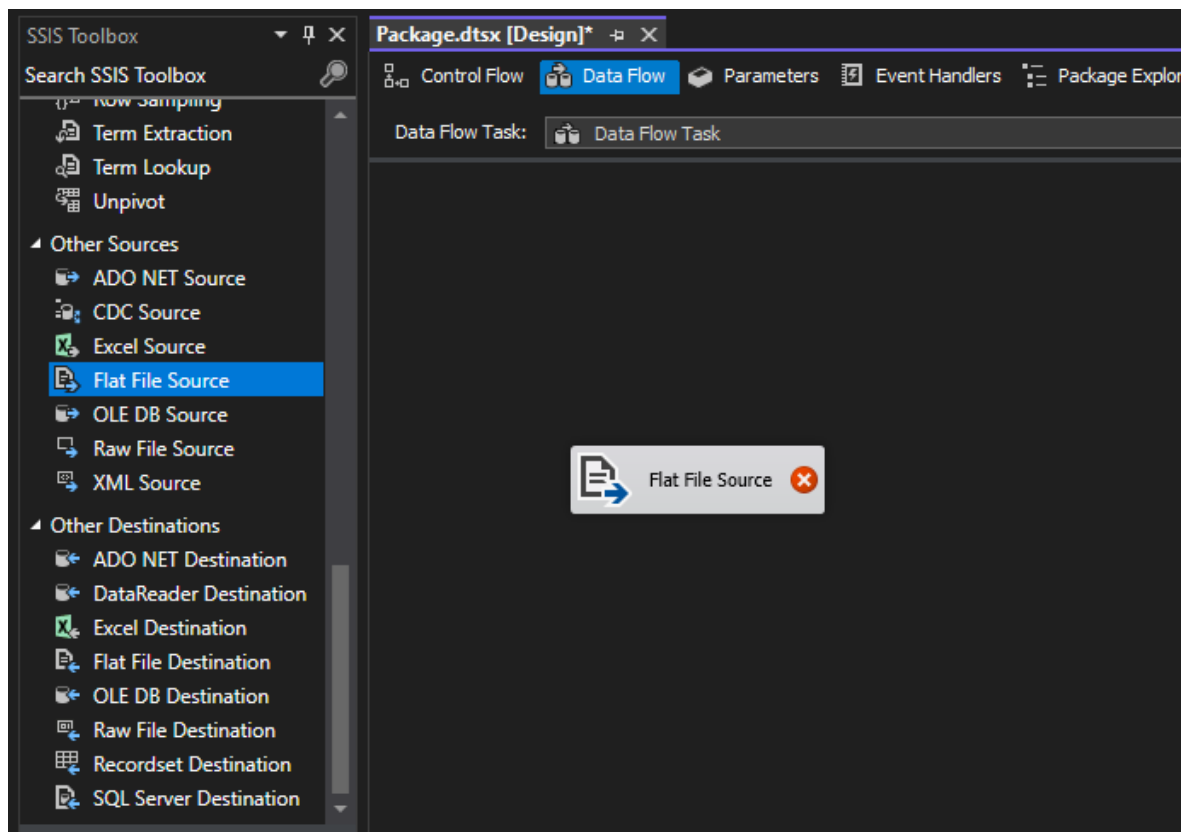 SSIS Toolbox
Search SSIS Toolbox
Row Sampling
Term Extraction
Term Lookup
Unpivot
Other Sources
ADO NET Source
CDC Source
Excel Source
Flat File Source
OLE DB Source
Raw File Source
XML Source
Other Destinations
ADO NET Destination
DataReader Destination
Excel Destination
Flat File Destination
OLE DB Destination
Raw File Destination
Recordset Destination
SQL Server Destination
Package.dtsx [Design]*
Control Flow Data Flow Parameters Event Handlers Package Explor
Data Flow Task: Data Flow Task
Flat File Source